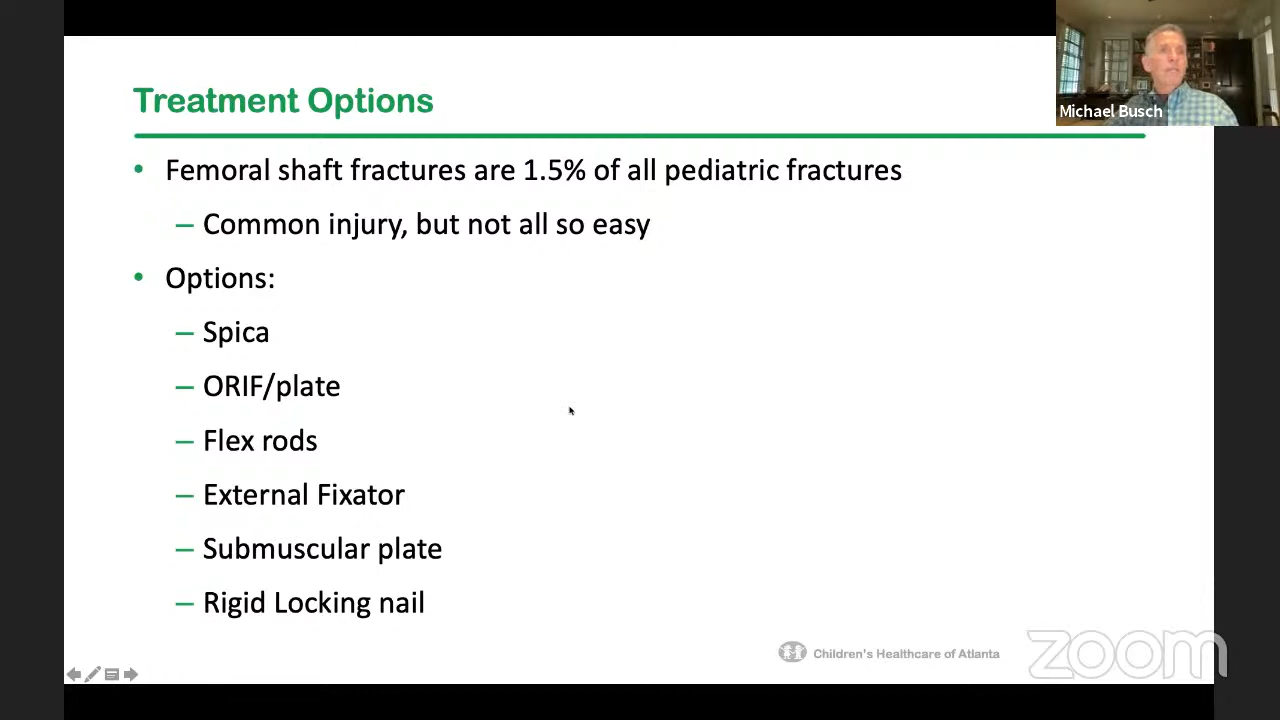 Treatment Options
Michael Busch
• Femoral shaft fractures are 1.5% of all pediatric fractures
– Common injury, but not all so easy
• Options:
– Spica
– ORIF/plate
– Flex rods
– External Fixator
– Submuscular plate
– Rigid Locking nail
Children's Healthcare of Atlanta
zoom